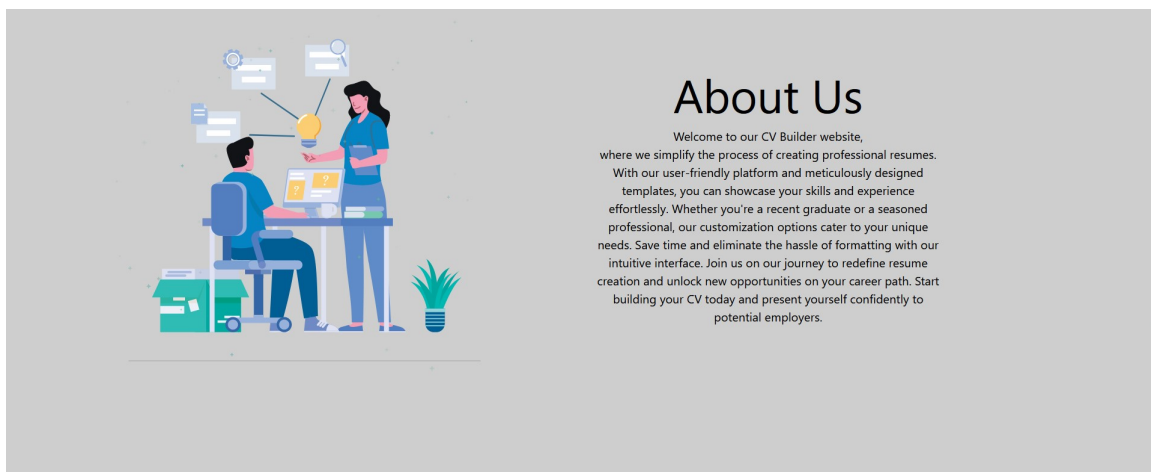 About Us
Welcome to our CV Builder website,
where we simplify the process of creating professional resumes.
With our user-friendly platform and meticulously designed
templates, you can showcase your skills and experience
effortlessly. Whether you're a recent graduate or a seasoned
professional, our customization options cater to your unique
needs. Save time and eliminate the hassle of formatting with our
intuitive interface. Join us on our journey to redefine resume
creation and unlock new opportunities on your career path. Start
building your CV today and present yourself confidently to
potential employers.
? ?